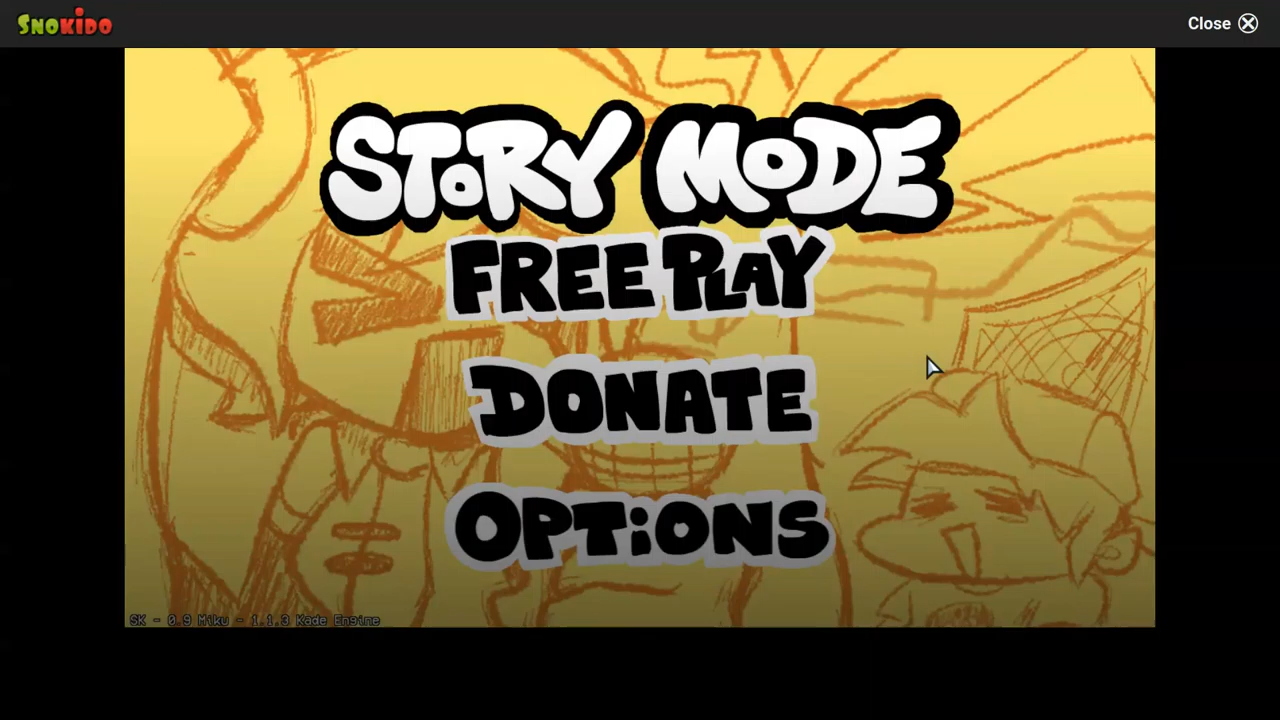 SNOKIDO
Close
STORY MODE
FREE PLAY
DONATE
OPTIONS
SK - 0.9 Miku - 1.1.3 Kade Engine